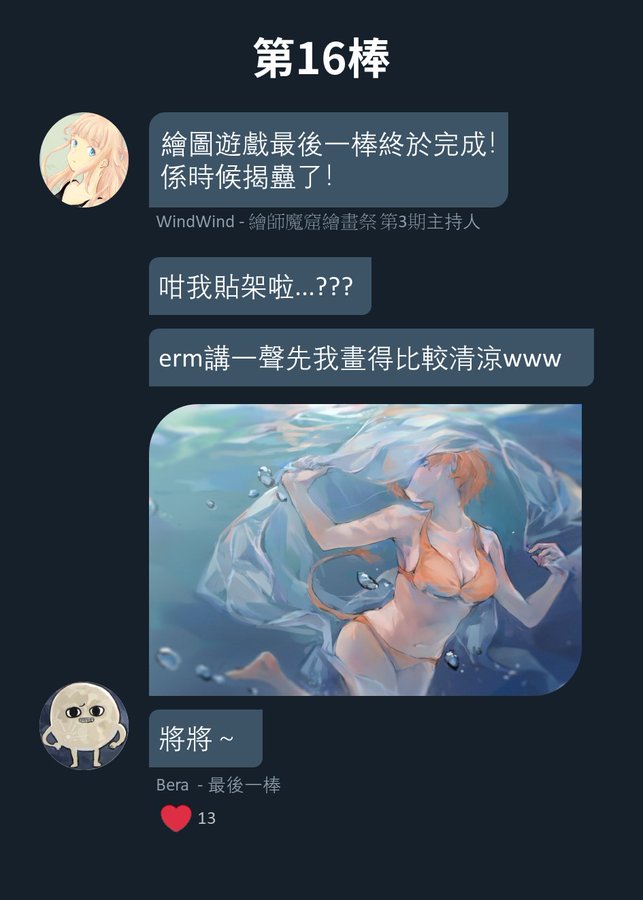 第16棒
繪圖遊戲最後一棒終於完成!
係時候揭蠱了!
WindWind - 繪師魔窟繪畫祭 第3期主持人
咁我貼架啦...???
erm講一聲先我畫得比較清涼www
將將 ~
Bera - 最後一棒
13